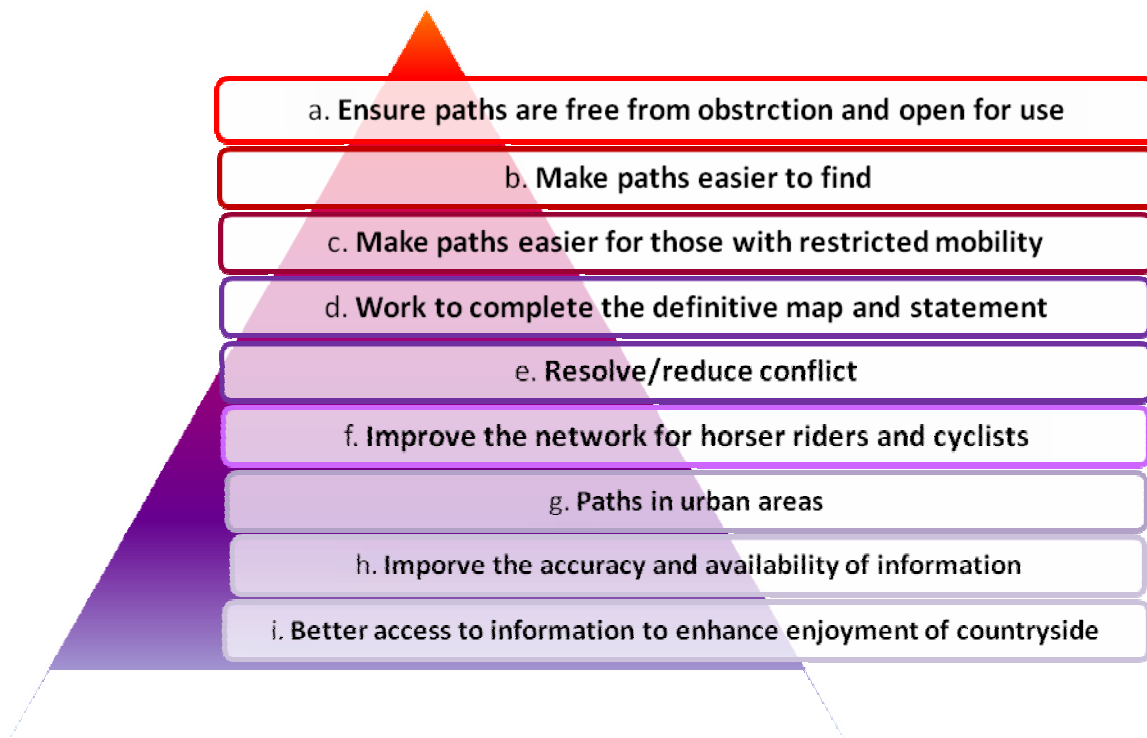 a. Ensure paths are free from obstrction and open for use
b. Make paths easier to find
c. Make paths easier for those with restricted mobility
d. Work to complete the definitive map and statement
e. Resolve/reduce conflict
f. Improve the network for horser riders and cyclists
g. Paths in urban areas
h. Imporve the accuracy and availability of information
i. Better access to information to enhance enjoyment of countryside